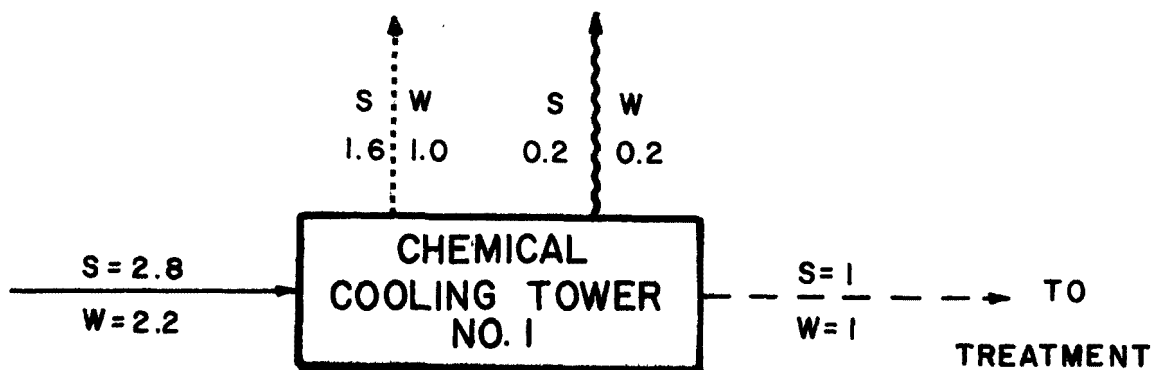 S W
1.6 1.0
S W
0.2 0.2
S = 2.8
W = 2.2
CHEMICAL
COOLING TOWER
NO. 1
S = 1
W = 1
TO
TREATMENT